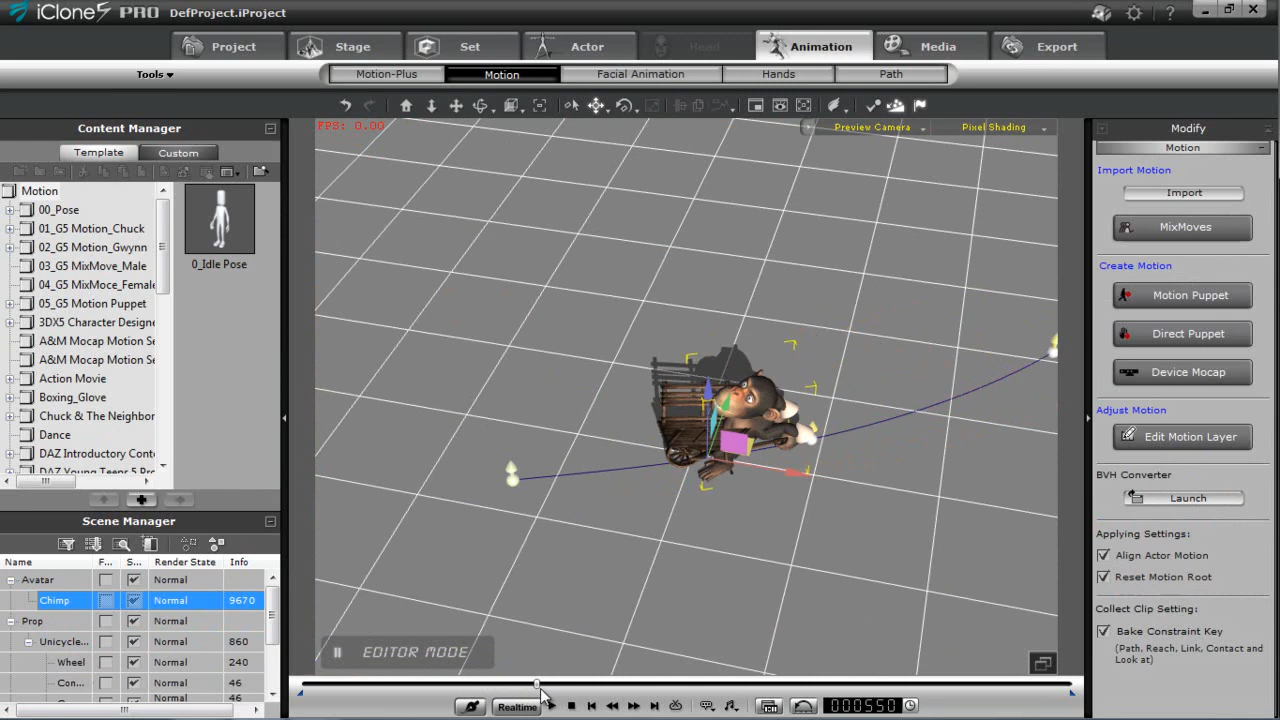 iClone5 PRO DefProject.iProject
Project Stage Set Actor Head Animation Media Export
Tools Motion-Plus Motion Facial Animation Hands Path
Content Manager
Template Custom
Motion
00_Pose
01_G5 Motion_Chuck
02_G5 Motion_Gwynn
03_G5 MixMove_Male
04_G5 MixMoce_Female
05_G5 Motion Puppet
3DX5 Character Designe
A&M Mocap Motion Se
A&M Mocap Motion Se
Action Movie
Boxing_Glove
Chuck & The Neighbor
Dance
DAZ Introductory Conte
DAZ Young Teens 5 Pro
0_Idle Pose
Scene Manager
Name F... S... Render State Info
Avatar Normal
Chimp Normal 9670
Prop Normal
Unicycle... Normal 860
Wheel Normal 240
Con... Normal 46
Normal 46
FPS: 0.00
Preview Camera Pixel Shading
EDITOR MODE
Realtime
000550
Modify
Motion
Import Motion
Import
MixMoves
Create Motion
Motion Puppet
Direct Puppet
Device Mocap
Adjust Motion
Edit Motion Layer
BVH Converter
Launch
Applying Settings:
Align Actor Motion
Reset Motion Root
Collect Clip Setting:
Bake Constraint Key
(Path, Reach, Link, Contact and
Look at)